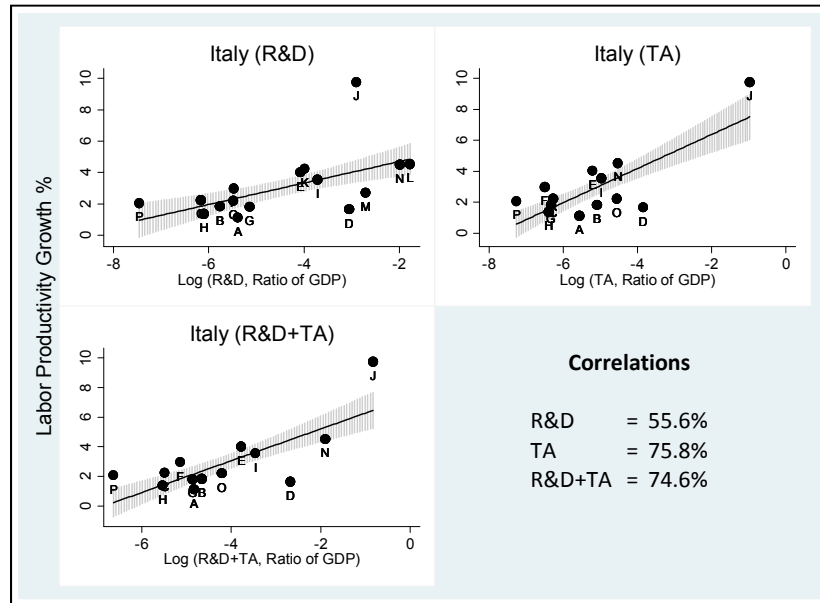 Italy (R&D)
Labor Productivity Growth %
10
8
6
4
2
0
J
P
H
B
G
A
E
K
I
D
M
N
L
-8
-6
-4
-2
Log (R&D, Ratio of GDP)
Italy (TA)
10
8
6
4
2
0
J
P
F
H
A
B
E
I
N
O
D
-8
-6
-4
-2
0
Log (TA, Ratio of GDP)
Italy (R&D+TA)
10
8
6
4
2
0
J
P
H
F
B
A
O
E
I
D
N
-6
-4
-2
0
Log (R&D+TA, Ratio of GDP)
Correlations
R&D = 55.6%
TA = 75.8%
R&D+TA = 74.6%